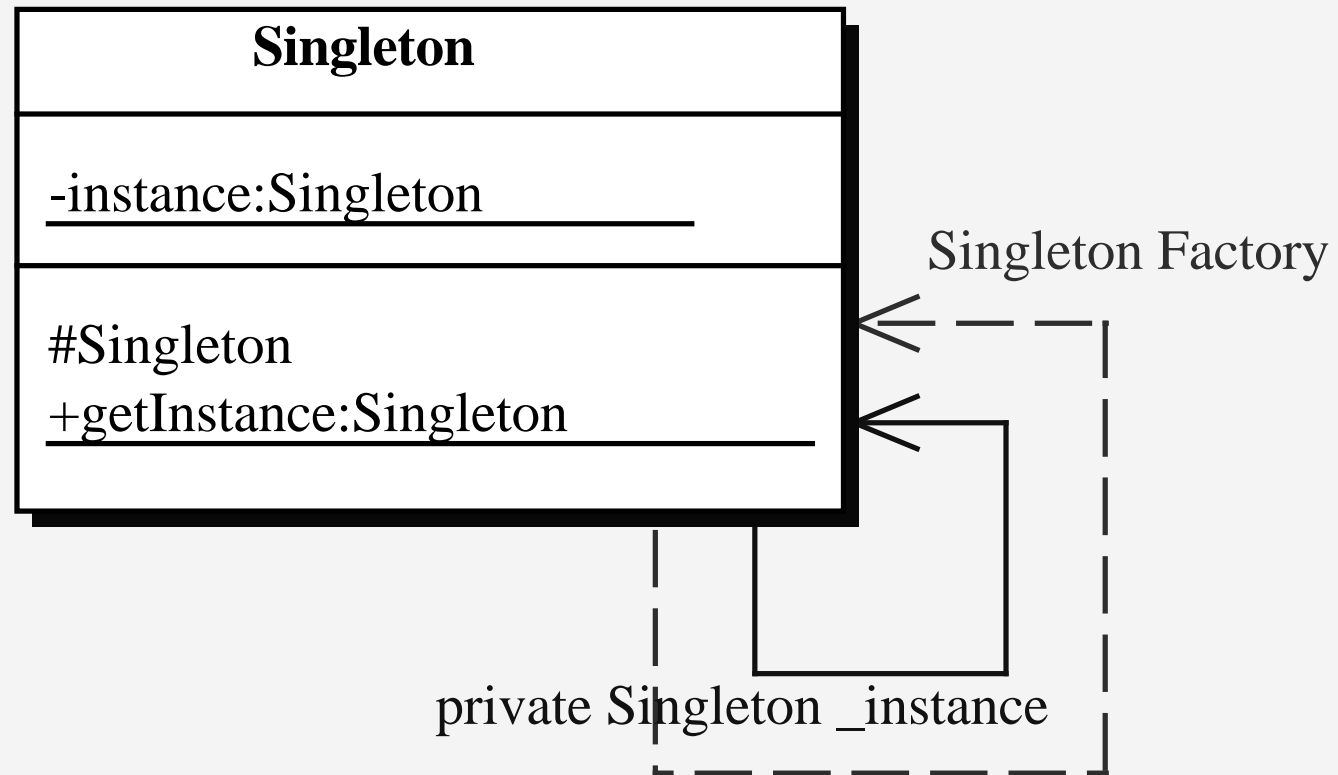 Singleton
-instance:Singleton
#Singleton
+getInstance:Singleton
Singleton Factory
private Singleton _instance